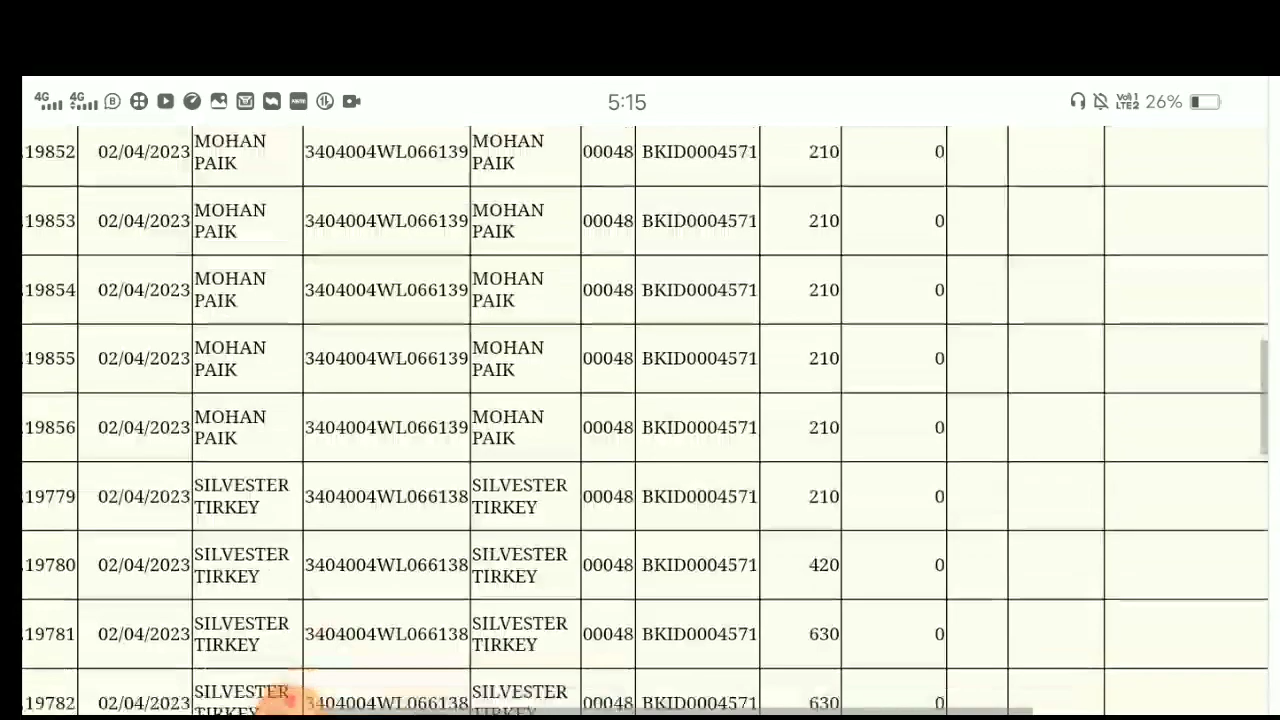 4G 4G 5:15 Vo) 1 LTE2 26%
19852 02/04/2023 MOHAN PAIK 3404004WL066139 MOHAN PAIK 00048 BKID0004571 210 0
19853 02/04/2023 MOHAN PAIK 3404004WL066139 MOHAN PAIK 00048 BKID0004571 210 0
19854 02/04/2023 MOHAN PAIK 3404004WL066139 MOHAN PAIK 00048 BKID0004571 210 0
19855 02/04/2023 MOHAN PAIK 3404004WL066139 MOHAN PAIK 00048 BKID0004571 210 0
19856 02/04/2023 MOHAN PAIK 3404004WL066139 MOHAN PAIK 00048 BKID0004571 210 0
19779 02/04/2023 SILVESTER TIRKEY 3404004WL066138 SILVESTER TIRKEY 00048 BKID0004571 210 0
19780 02/04/2023 SILVESTER TIRKEY 3404004WL066138 SILVESTER TIRKEY 00048 BKID0004571 420 0
19781 02/04/2023 SILVESTER TIRKEY 3404004WL066138 SILVESTER TIRKEY 00048 BKID0004571 630 0
19782 02/04/2023 SILVESTER TIRKEY 3404004WL066138 SILVESTER TIRKEY 00048 BKID0004571 630 0